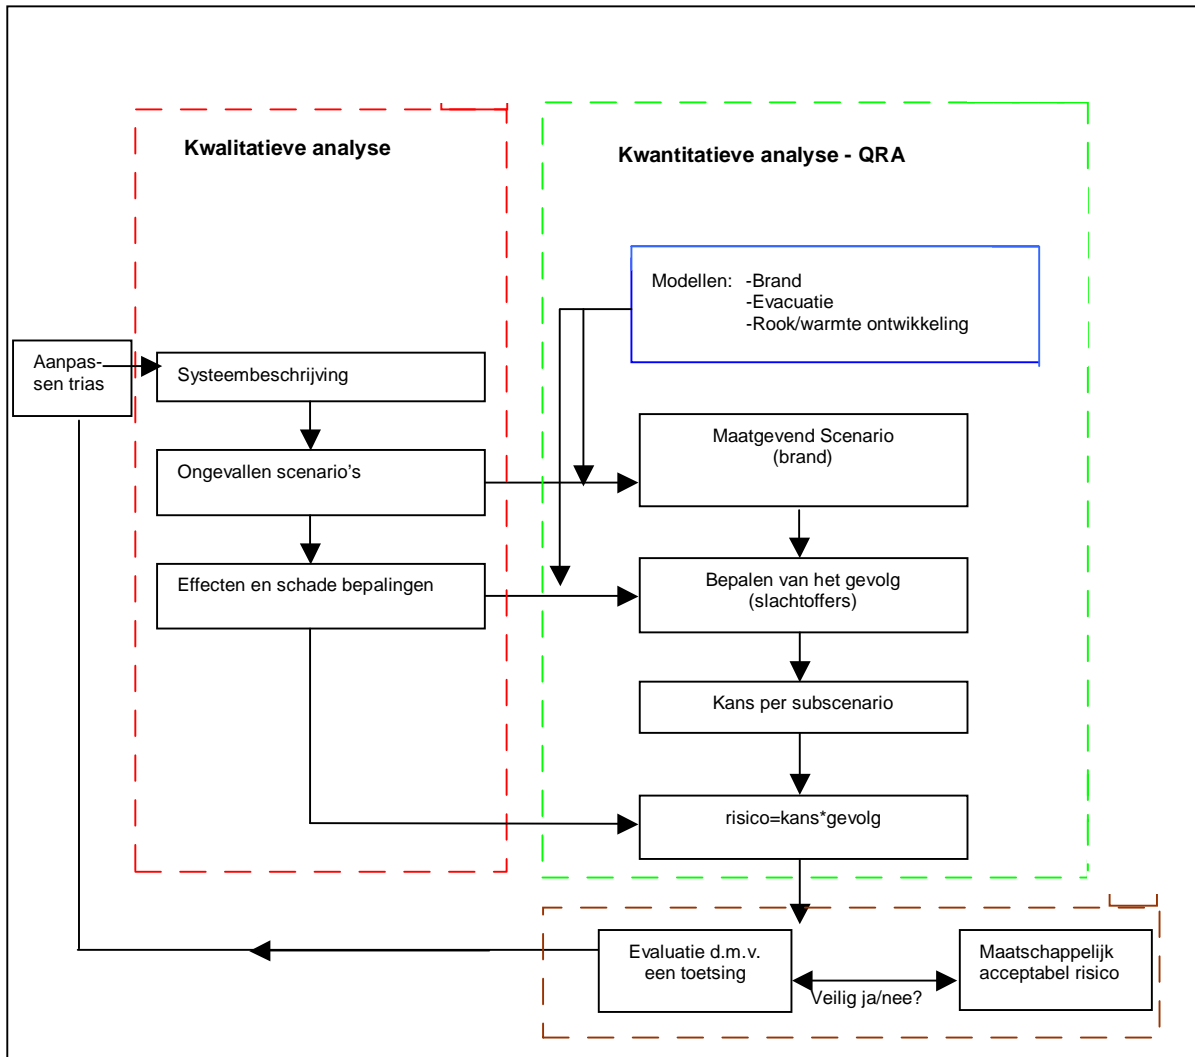 Kwalitatieve analyse
Kwantitatieve analyse - QRA
Modellen: -Brand
-Evacuatie
-Rook/warmte ontwikkeling
Aanpas-
sen trias
Systeembeschrijving
Ongevallen scenario's
Effecten en schade bepalingen
Maatgevend Scenario
(brand)
Bepalen van het gevolg
(slachtoffers)
Kans per subscenario
risico=kans*gevolg
Evaluatie d.m.v.
een toetsing
Veilig ja/nee?
Maatschappelijk
acceptabel risico